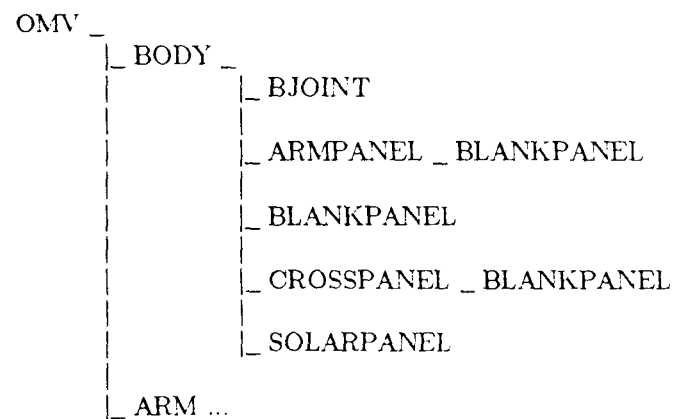 OMV _
|_ BODY _
|_ BJOINT
|_ ARMPANEL _ BLANKPANEL
|_ BLANKPANEL
|_ CROSSPANEL _ BLANKPANEL
|_ SOLARPANEL
|_ ARM ...